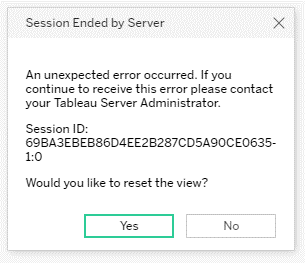 Session Ended by Server
An unexpected error occurred. If you
continue to receive this error please contact
your Tableau Server Administrator.
Session ID:
69BA3EBEB86D4EE2B287CD5A90CE0635-
1:0
Would you like to reset the view?
Yes
No